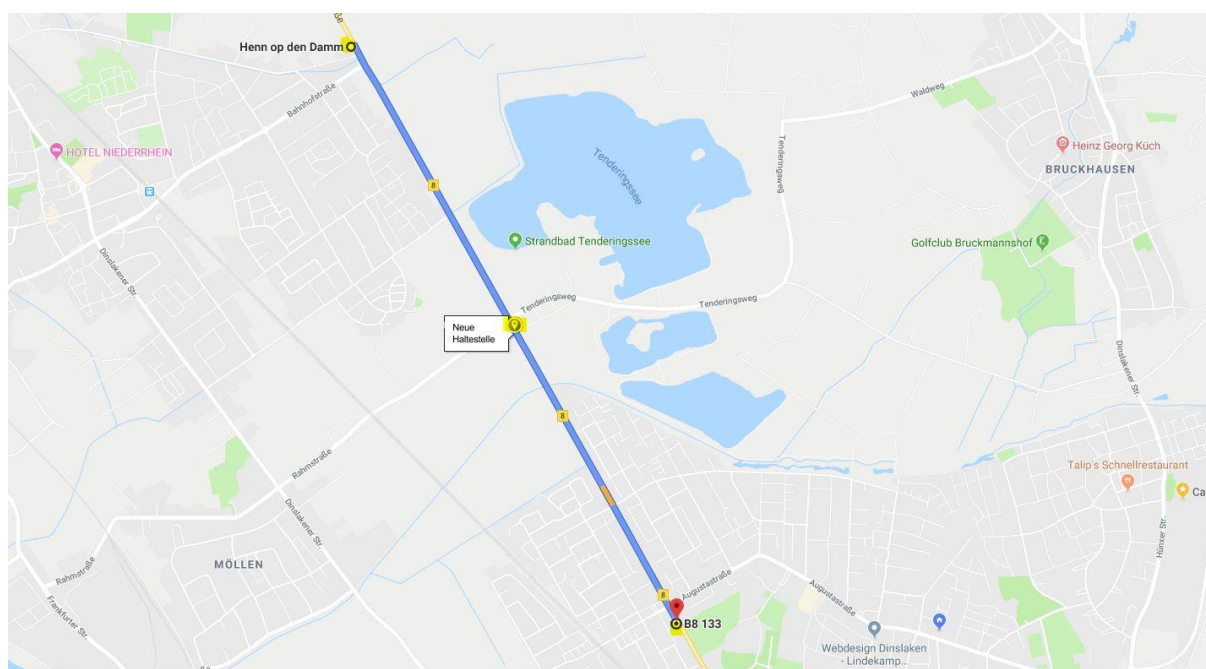 ße
Henn op den Damm
Bahnhofstraße
Waldweg
HOTEL NIEDERRHEIN
Tenderingssee
Tenderingsweg
Heinz Georg Küch
BRUCKHAUSEN
8
Strandbad Tenderingssee
Golfclub Bruckmannshof
Dinslakener Str.
Tenderingsweg
Tenderingsweg
Neue
Haltestelle
Dinslakener Str.
8
Rahmstraße
Talip's Schnellrestaurant
Ca
Dinslakener Str.
Hünxer Str.
MÖLLEN
Rahmstraße
Frankfurter Str.
8
Augustastraße
Augustastraße
B8 133
Webdesign Dinslaken
- Lindekamp...